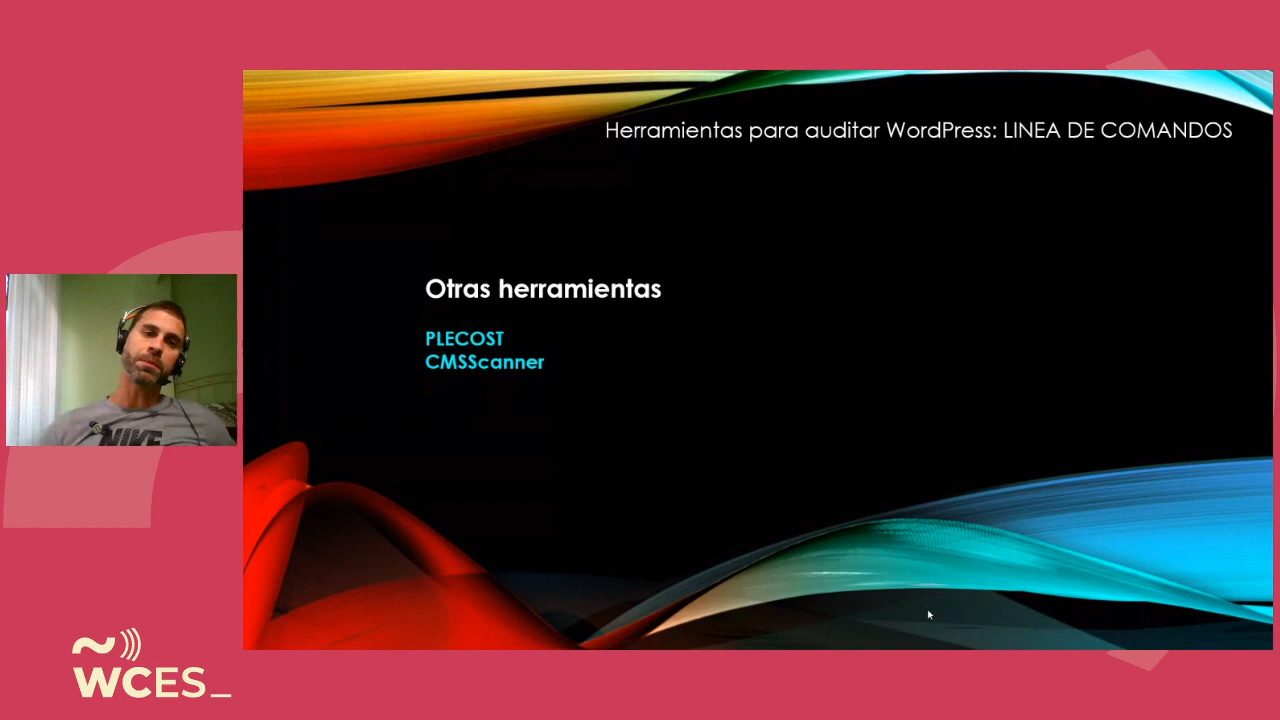 Herramientas para auditar WordPress: LINEA DE COMANDOS
Otras herramientas
PLECOST
CMSScanner
NIKE
~ WCES_